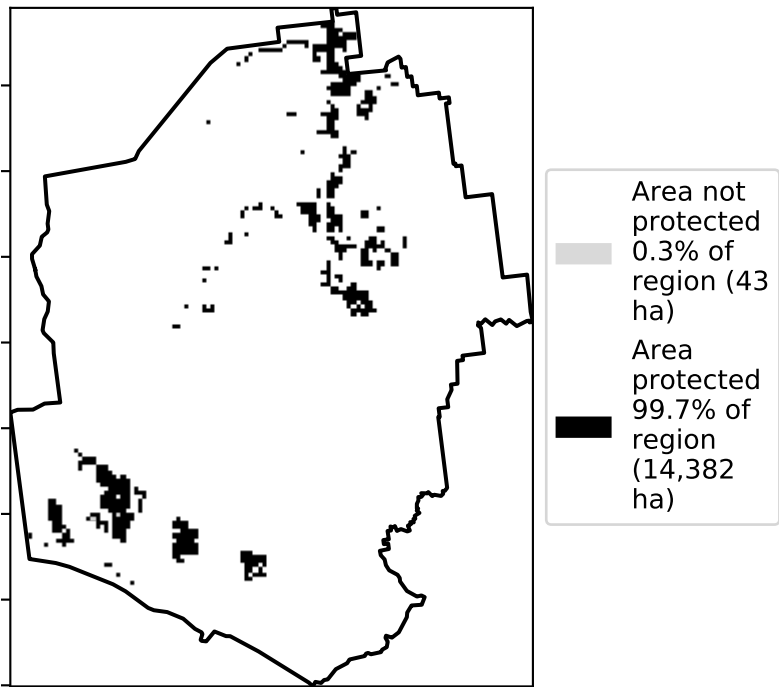 Area not
protected
0.3% of
region (43
ha)
Area
protected
99.7% of
region
(14,382
ha)